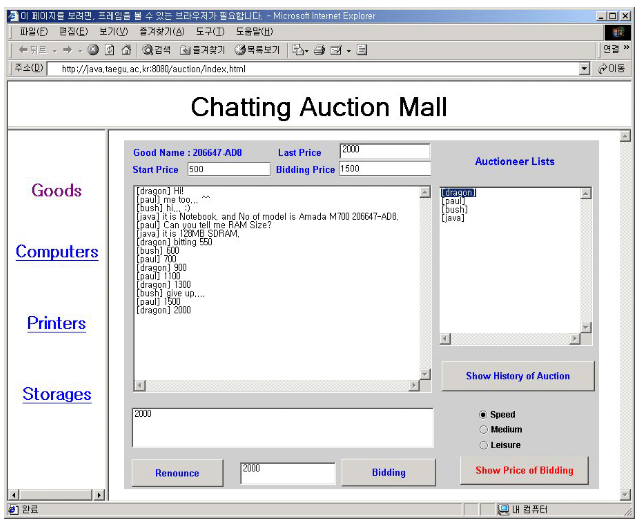 이 페이지를 보려면, 프레임을 볼 수 있는 브라우저가 필요합니다. - Microsoft Internet Explorer
파일(F) 편집(E) 보기(V) 즐겨찾기(A) 도구(T) 도움말(H)
뒤로 검색 즐겨찾기 목록보기 연결 »
주소(D) http://java.taegu.ac.kr:8080/auction/index.html 이동
Chatting Auction Mall
Goods
Computers
Printers
Storages
Good Name : 206647-AD8 Last Price 2000
Start Price 500 Bidding Price 1500
Auctioneer Lists
[dragon] Hi!
[paul] me too,,, ^^
[bush] hi,,, :)
[java] it is Notebook, and No of model is Amada M700 206647-AD8,
[paul] Can you tell me RAM Size?
[java] it is 128MB SDRAM,
[dragon] bitting 550
[bush] 600
[paul] 700
[dragon] 900
[paul] 1100
[dragon] 1300
[bush] give up,...
[paul] 1500
[dragon] 2000
[dragon]
[paul]
[bush]
[java]
Show History of Auction
2000
Speed
Medium
Leisure
Renounce 2000 Bidding
Show Price of Bidding
완료 내 컴퓨터